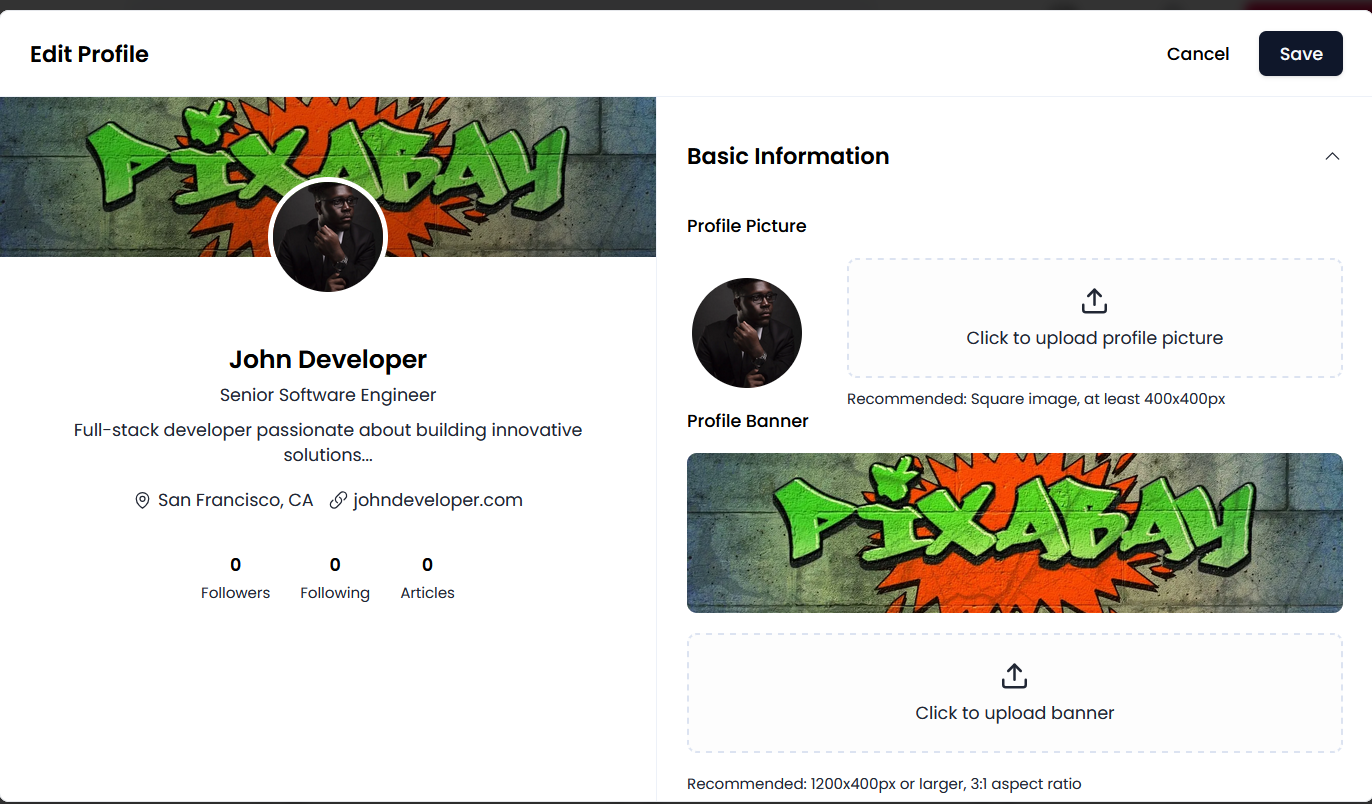 Edit Profile
Cancel
Save
PIXABAY
John Developer
Senior Software Engineer
Full-stack developer passionate about building innovative
solutions...
San Francisco, CA
johndeveloper.com
0
Followers
0
Following
0
Articles
Basic Information
Profile Picture
Click to upload profile picture
Recommended: Square image, at least 400x400px
Profile Banner
PIXABAY
Click to upload banner
Recommended: 1200x400px or larger, 3:1 aspect ratio